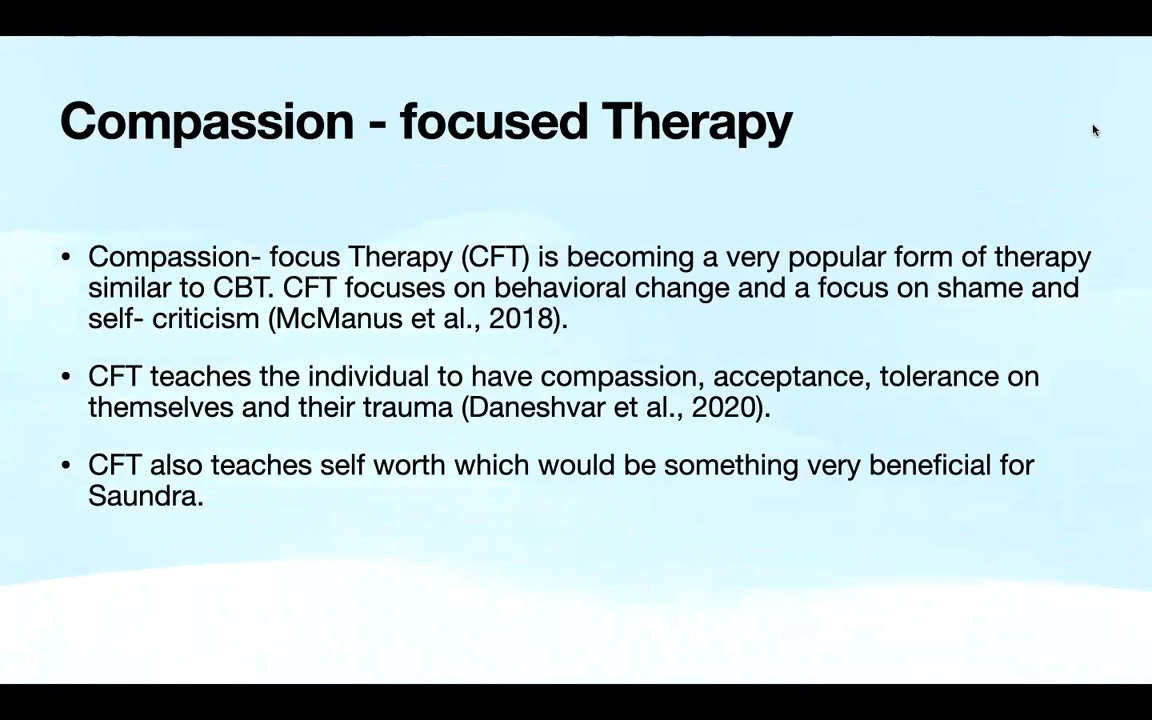 Compassion - focused Therapy
• Compassion- focus Therapy (CFT) is becoming a very popular form of therapy
similar to CBT. CFT focuses on behavioral change and a focus on shame and
self- criticism (McManus et al., 2018).
• CFT teaches the individual to have compassion, acceptance, tolerance on
themselves and their trauma (Daneshvar et al., 2020).
• CFT also teaches self worth which would be something very beneficial for
Saundra.